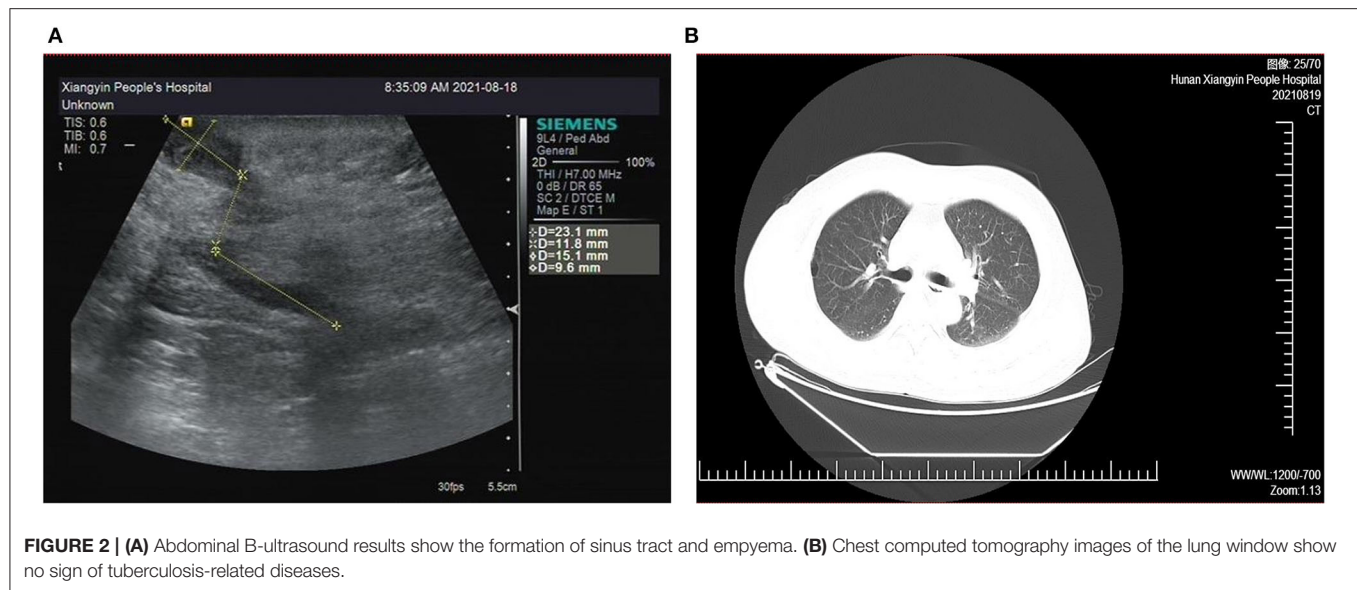 A
Xiangyin People's Hospital
8:35:09 AM 2021-08-18
Unknown
TIS: 0.6
TIB: 0.6
MI: 0.7
SIEMENS
9L4 / Ped Abd
General
2D 100%
THI / H7.00 MHz
0 dB / DR 65
SC 2 / DTCE M
Map E / ST 1
D=23.1 mm
D=11.8 mm
D=15.1 mm
D=9.6 mm
30fps 5.5cm
B
图像: 25/70
Hunan Xiangyin People Hospital
20210819
CT
WW/WL:1200/-700
Zoom:1.13
FIGURE 2 | (A) Abdominal B-ultrasound results show the formation of sinus tract and empyema. (B) Chest computed tomography images of the lung window show
no sign of tuberculosis-related diseases.